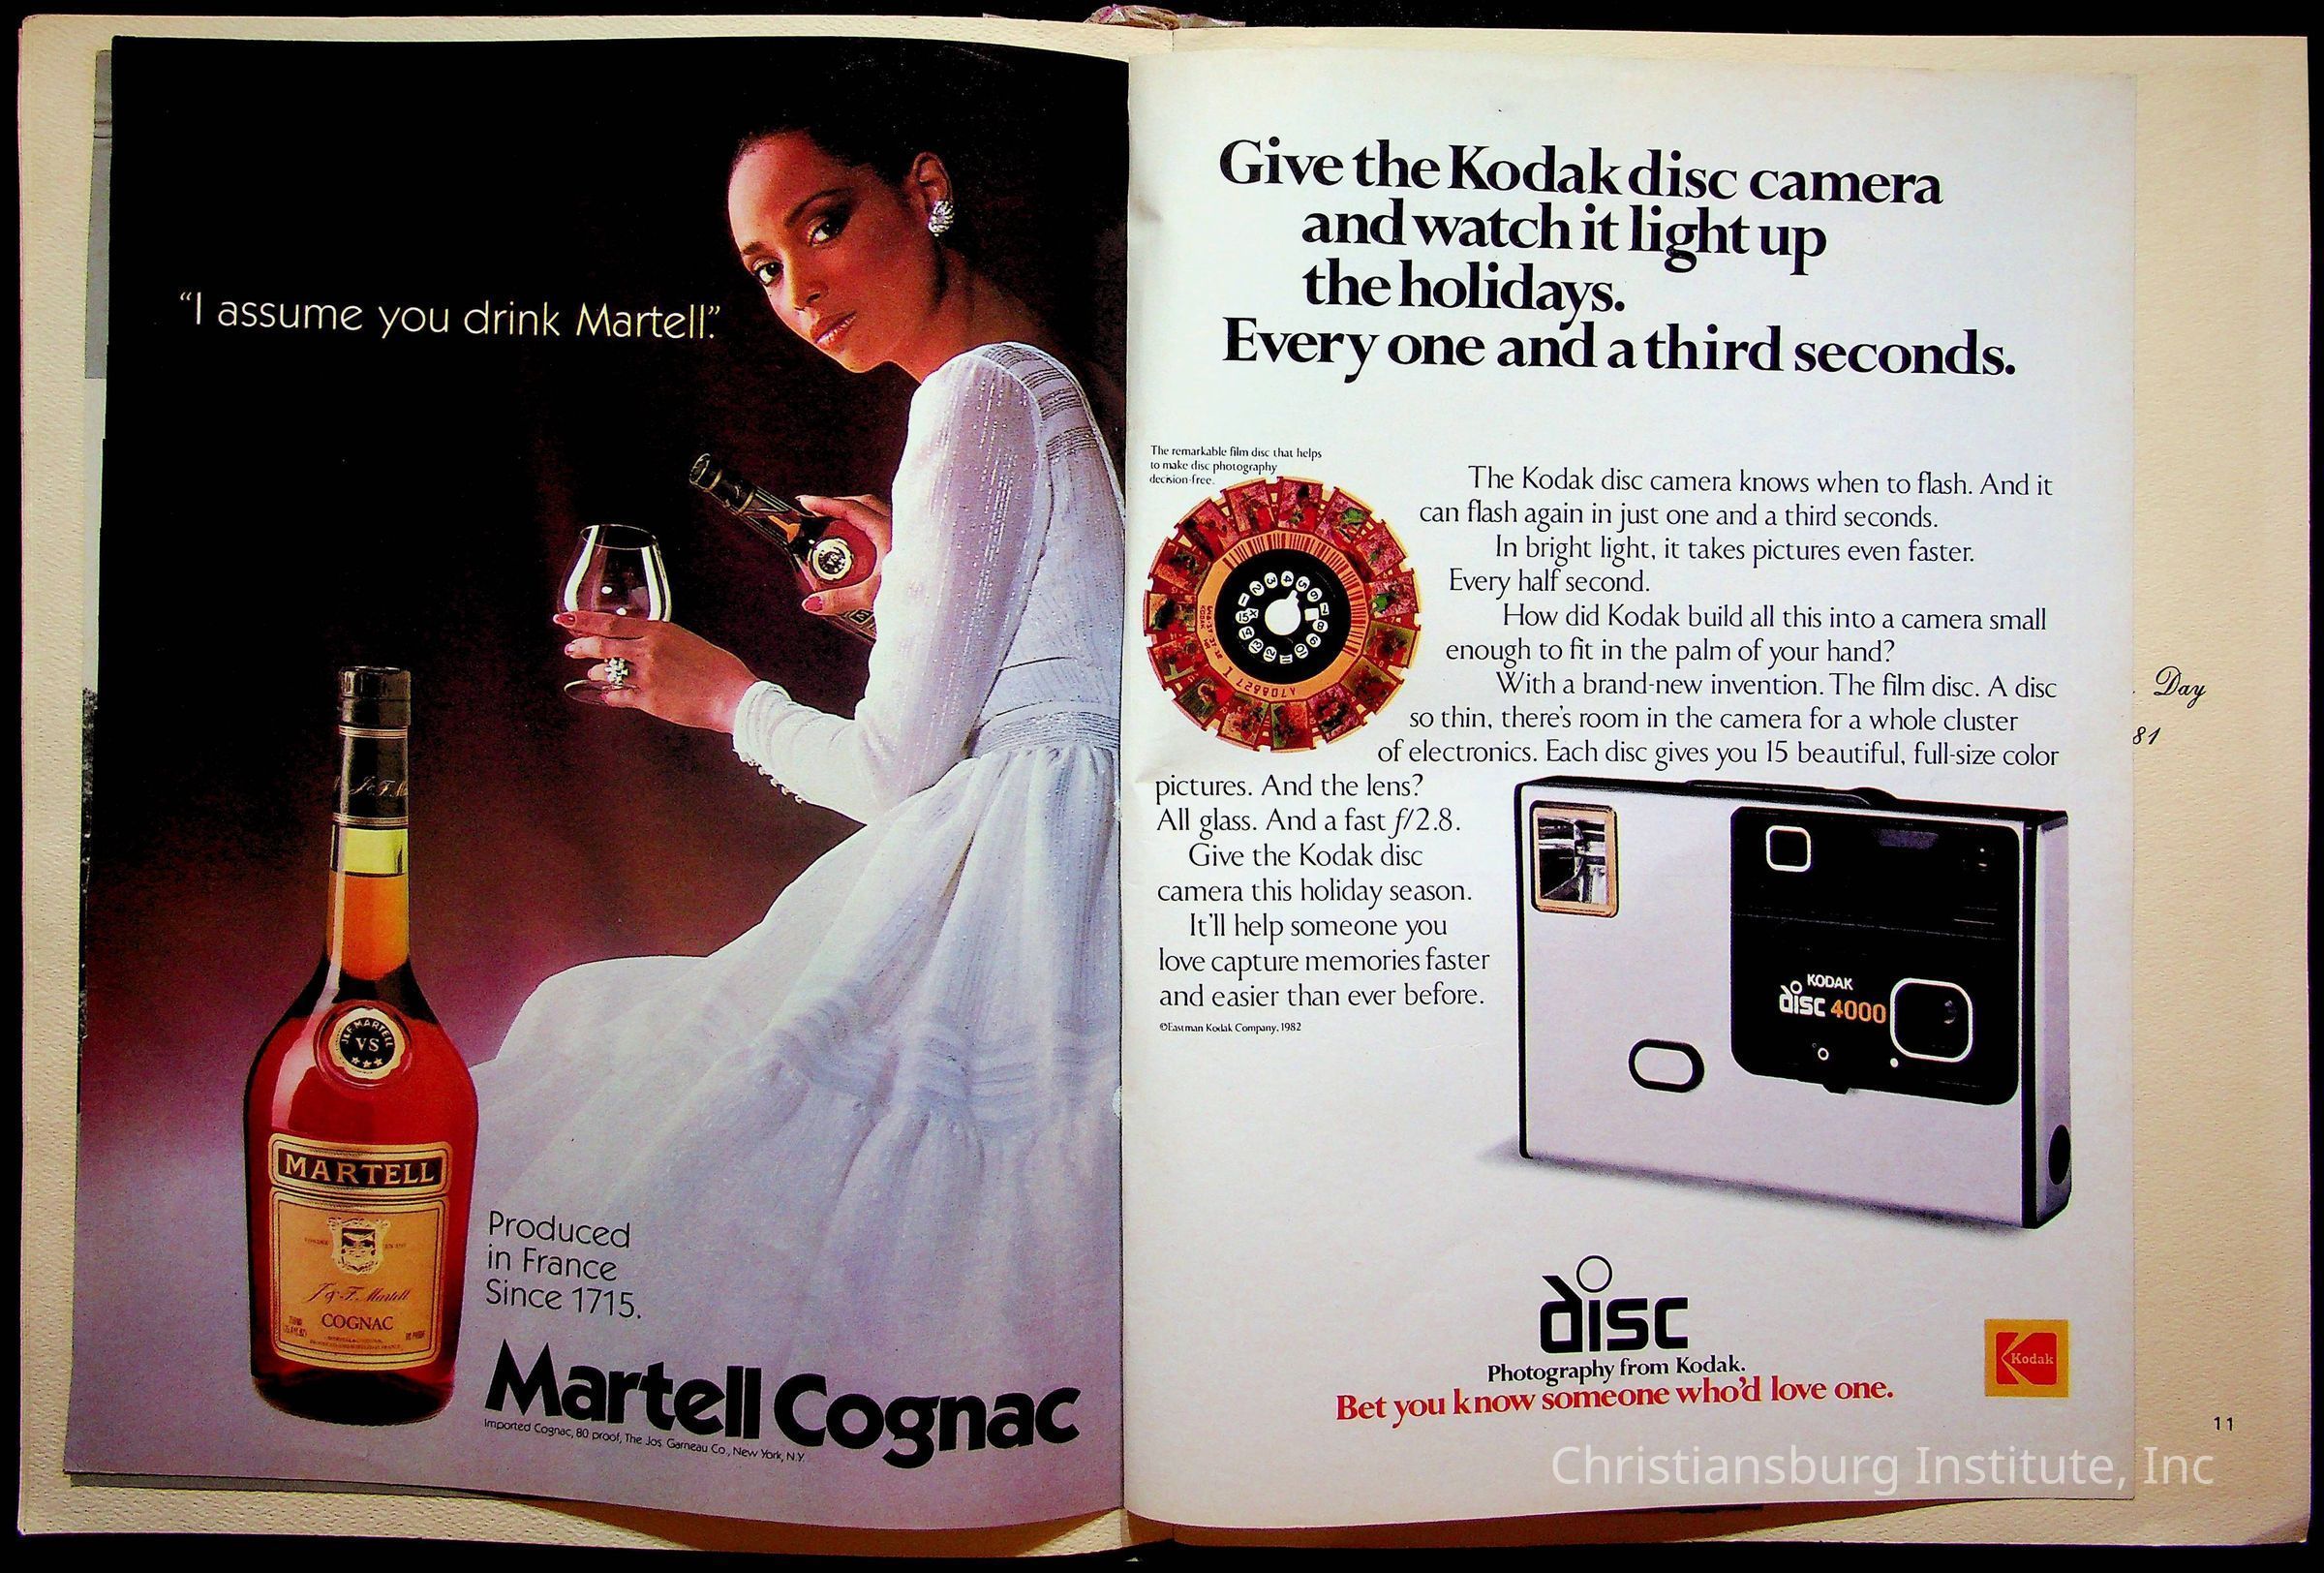 “I assume you drink Martell.”
J&F MARTELL
VS
MARTELL
J & F. Martell
COGNAC
Produced
in France
Since 1715.
Martell Cognac
Imported Cognac, 80 proof, The Jos. Garneau Co., New York, N.Y.
Give the Kodak disc camera
and watch it light up
the holidays.
Every one and a third seconds.
The remarkable film disc that helps
to make disc photography
decision-free.
The Kodak disc camera knows when to flash. And it
can flash again in just one and a third seconds.
In bright light, it takes pictures even faster.
Every half second.
How did Kodak build all this into a camera small
enough to fit in the palm of your hand?
With a brand-new invention. The film disc. A disc
so thin, there's room in the camera for a whole cluster
of electronics. Each disc gives you 15 beautiful, full-size color
pictures. And the lens?
All glass. And a fast f/2.8.
Give the Kodak disc
camera this holiday season.
It'll help someone you
love capture memories faster
and easier than ever before.
©Eastman Kodak Company, 1982
KODAK
disc 4000
disc
Photography from Kodak.
Bet you know someone who'd love one.
Kodak
Day
81
11
Christiansburg Institute, Inc